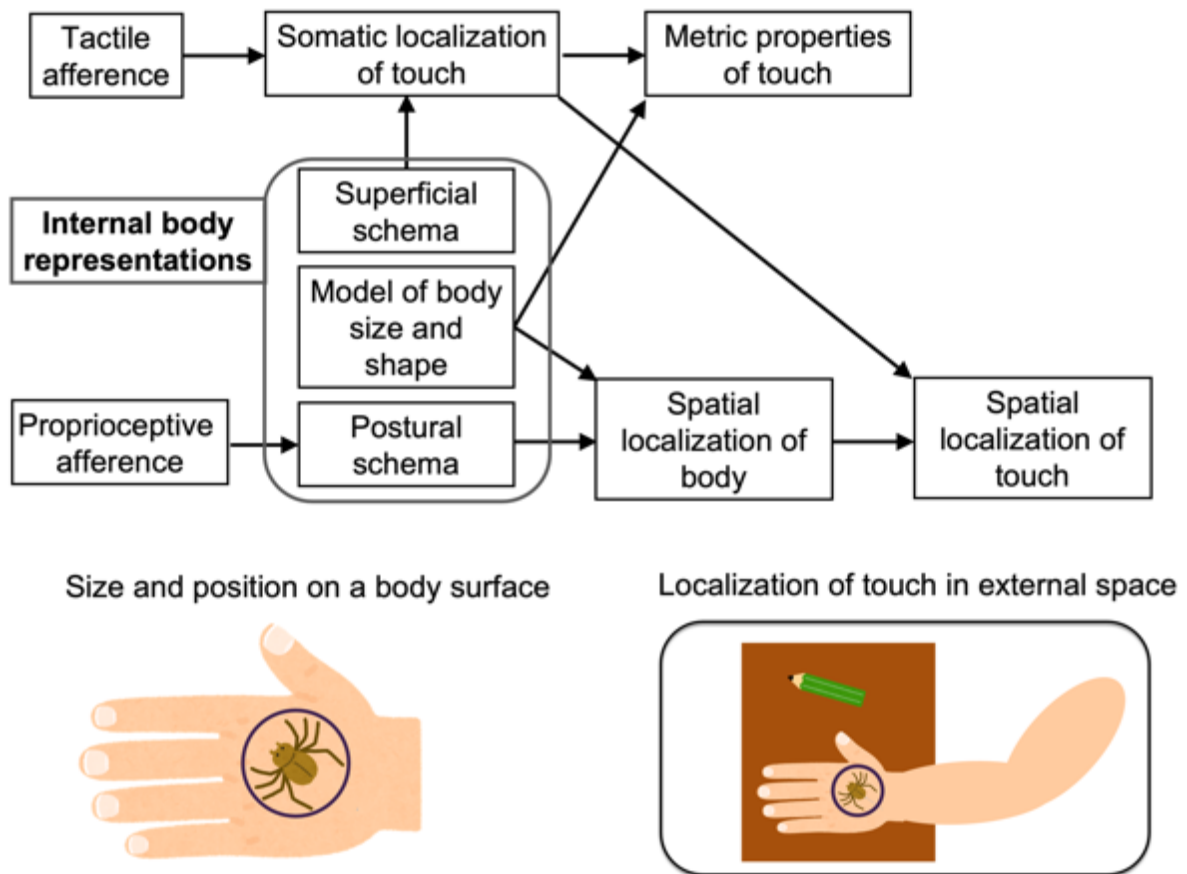 Tactile
afference
Somatic localization
of touch
Metric properties
of touch
Superficial
schema
Internal body
representations
Model of body
size and
shape
Proprioceptive
afference
Postural
schema
Spatial
localization of
body
Spatial
localization of
touch
Size and position on a body surface
Localization of touch in external space